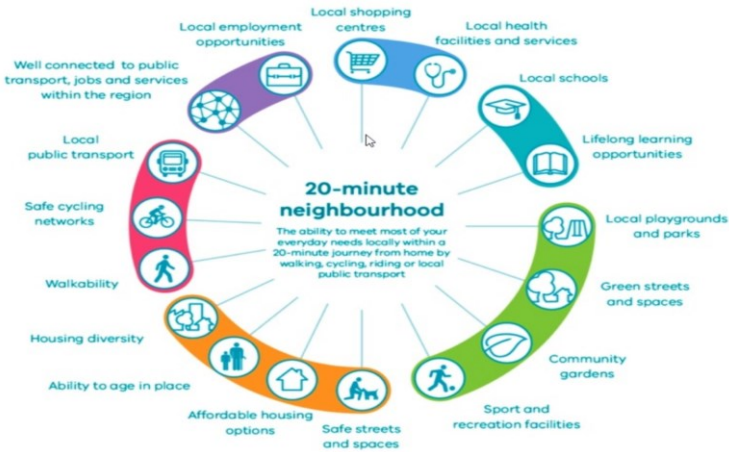 Local shopping
centres
Local health
facilities and services
Local schools
Lifelong learning
opportunities
Local playgrounds
and parks
Green streets
and spaces
Community
gardens
Sport and
recreation facilities
Safe streets
and spaces
Affordable housing
options
Ability to age in place
Housing diversity
Walkability
Safe cycling
networks
Local
public transport
Well connected to public
transport, jobs and services
within the region
Local employment
opportunities
20-minute
neighbourhood
The ability to meet most of your
everyday needs locally within a
20-minute journey from home by
walking, cycling, riding or local
public transport